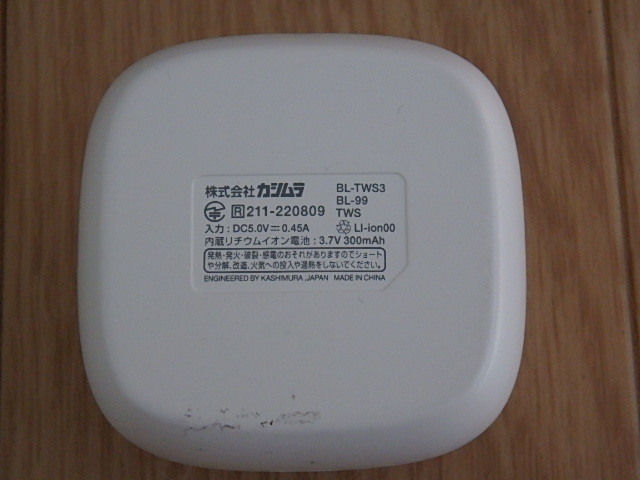 株式会社 カシムラ BL-TWS3
BL-99
R 211-220809 TWS
入力 : DC5.0V⎓0.45A Li-ion00
内蔵リチウムイオン電池 : 3.7V 300mAh
発熱・発火・破裂・感電のおそれがありますのでショート
や分解、改造、火気への投入や過熱をしないでください。
ENGINEERED BY KASHIMURA ,JAPAN MADE IN CHINA